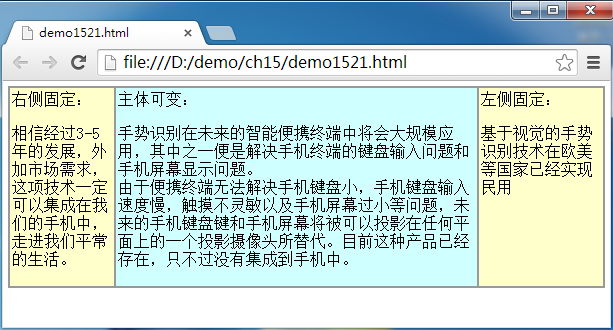 demo1521.html
file:///D:/demo/ch15/demo1521.html
右侧固定：
相信经过3-5
年的发展，外
加市场需求，
这项技术一定
可以集成在我
们的手机中，
走进我们平常
的生活。
主体可变：
手势识别在未来的智能便携终端中将会大规模应
用，其中之一便是解决手机终端的键盘输入问题和
手机屏幕显示问题。
由于便携终端无法解决手机键盘小，手机键盘输入
速度慢，触摸不灵敏以及手机屏幕过小等问题，未
来的手机键盘键和手机屏幕将被可以投影在任何平
面上的一个投影摄像头所替代。目前这种产品已经
存在，只不过没有集成到手机中。
左侧固定：
基于视觉的手势
识别技术在欧美
等国家已经实现
民用